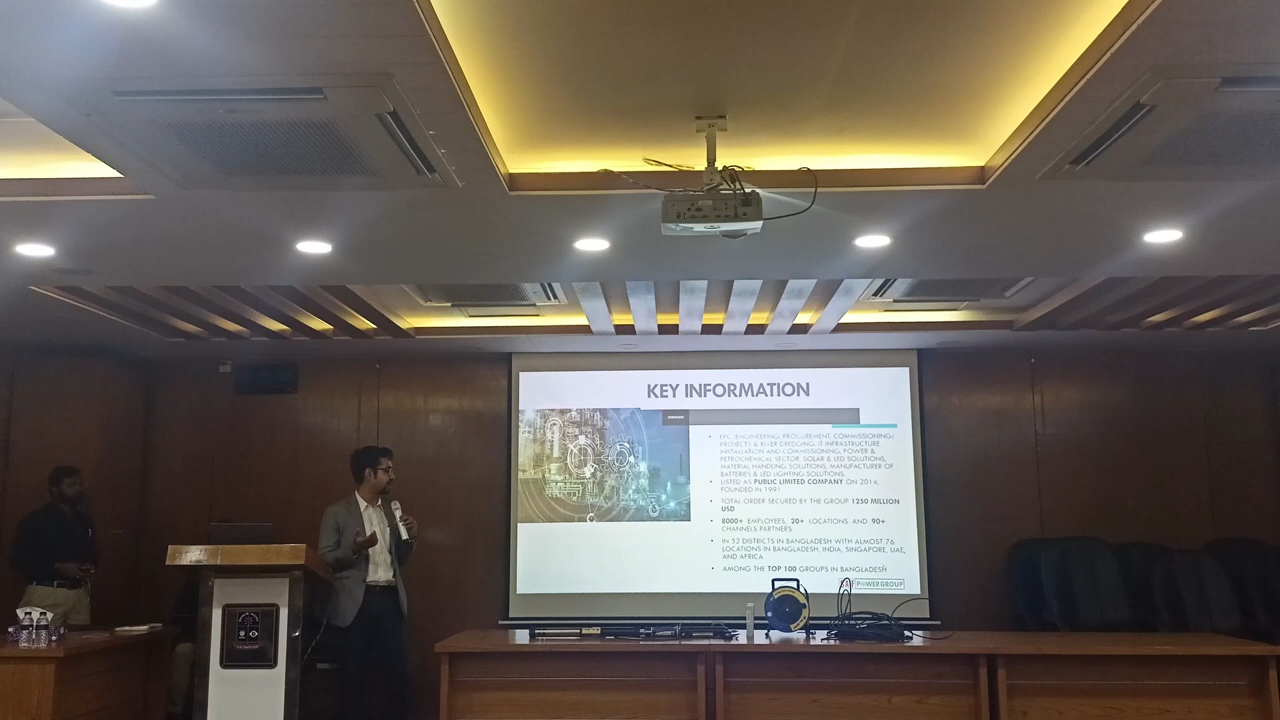 KEY INFORMATION
• EPC (ENGINEERING, PROCUREMENT, COMMISSIONING)
PROJECTS & RIVER DREDGING, IT INFRASTRUCTURE
INSTALLATION AND COMMISSIONING, POWER &
PETROCHEMICAL SECTOR, SOLAR & LED SOLUTIONS,
MATERIAL HANDLING SOLUTIONS, MANUFACTURER OF
BATTERIES & LED LIGHTING SOLUTIONS.
• LISTED AS PUBLIC LIMITED COMPANY ON 2014,
FOUNDED IN 1991
• TOTAL ORDER SECURED BY THE GROUP 1250 MILLION
USD
• 8000+ EMPLOYEES, 20+ LOCATIONS AND 90+
CHANNELS PARTNERS
• IN 52 DISTRICTS IN BANGLADESH WITH ALMOST 76
LOCATIONS IN BANGLADESH, INDIA, SINGAPORE, UAE,
AND AFRICA
• AMONG THE TOP 100 GROUPS IN BANGLADESH
SAIF POWER GROUP